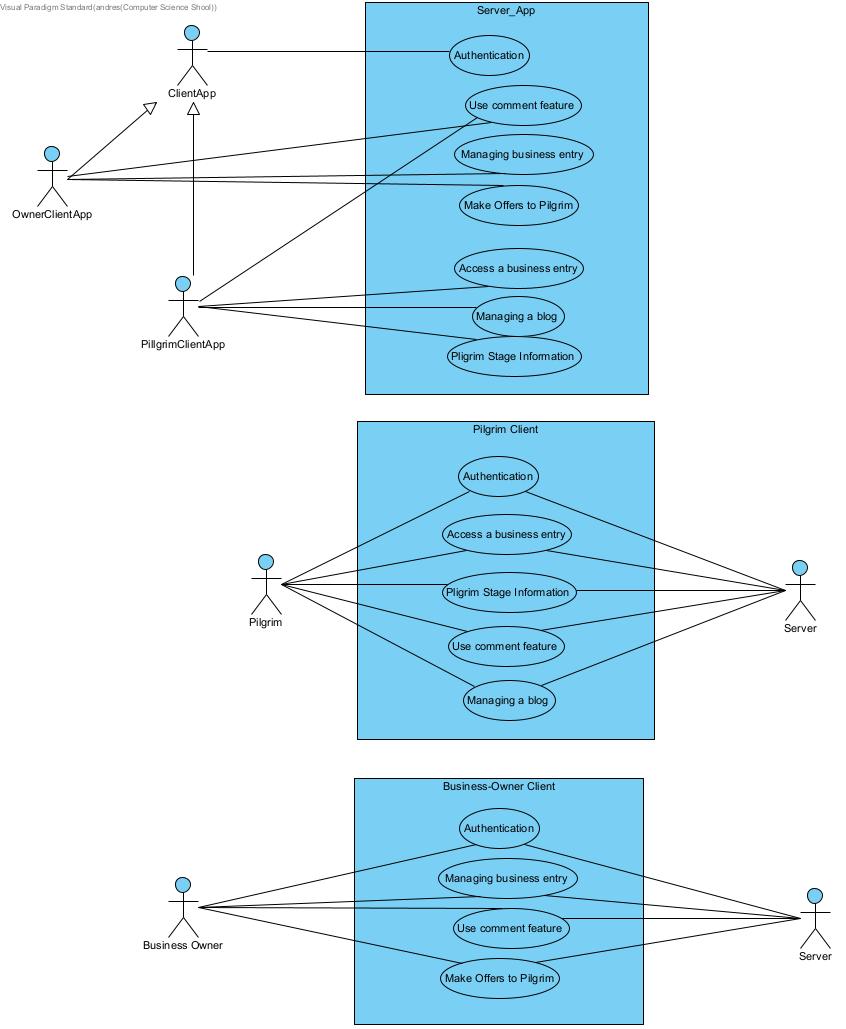 Visual Paradigm Standard(andres(Computer Science Shool))
Server_App
Authentication
ClientApp
Use comment feature
Managing business entry
OwnerClientApp
Make Offers to Pilgrim
Access a business entry
Managing a blog
PillgrimClientApp
Pligrim Stage Information
Pilgrim Client
Authentication
Access a business entry
Pligrim Stage Information
Pilgrim
Server
Use comment feature
Managing a blog
Business-Owner Client
Authentication
Managing business entry
Use comment feature
Business Owner
Server
Make Offers to Pilgrim